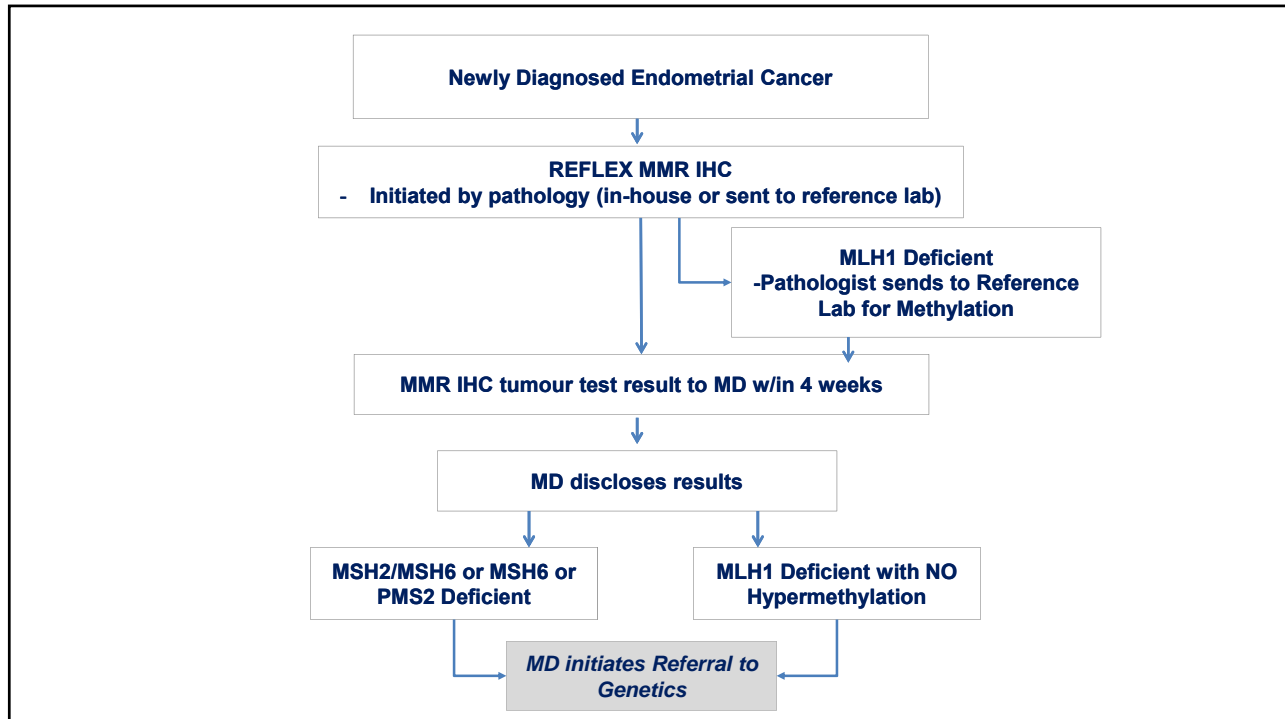 Newly Diagnosed Endometrial Cancer
REFLEX MMR IHC
- Initiated by pathology (in-house or sent to reference lab)
MLH1 Deficient
-Pathologist sends to Reference
Lab for Methylation
MMR IHC tumour test result to MD w/in 4 weeks
MD discloses results
MSH2/MSH6 or MSH6 or
PMS2 Deficient
MLH1 Deficient with NO
Hypermethylation
MD initiates Referral to
Genetics